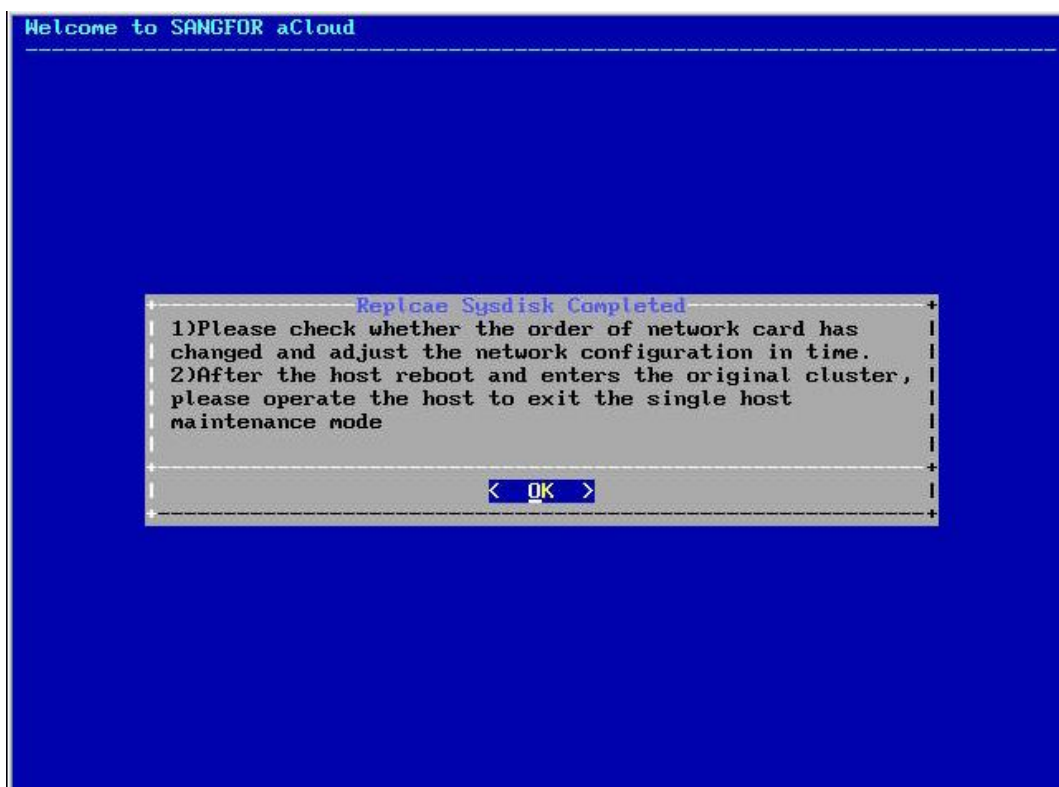 Welcome to SANGFOR aCloud
Replcae Sysdisk Completed
1)Please check whether the order of network card has
changed and adjust the network configuration in time.
2)After the host reboot and enters the original cluster,
please operate the host to exit the single host
maintenance mode
< OK >